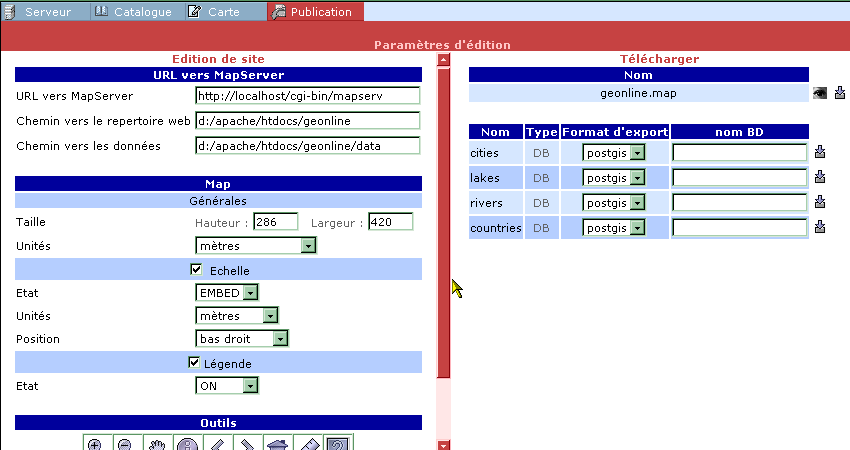 Serveur Catalogue Carte Publication
Paramètres d'édition
Edition de site
URL vers MapServer
URL vers MapServer http://localhost/cgi-bin/mapserv
Chemin vers le repertoire web d:/apache/htdocs/geonline
Chemin vers les données d:/apache/htdocs/geonline/data
Map
Générales
Taille Hauteur : 286 Largeur : 420
Unités mètres
Echelle
Etat EMBED
Unités mètres
Position bas droit
Légende
Etat ON
Outils
Télécharger
Nom
geonline.map
Nom Type Format d'export nom BD
cities DB postgis
lakes DB postgis
rivers DB postgis
countries DB postgis